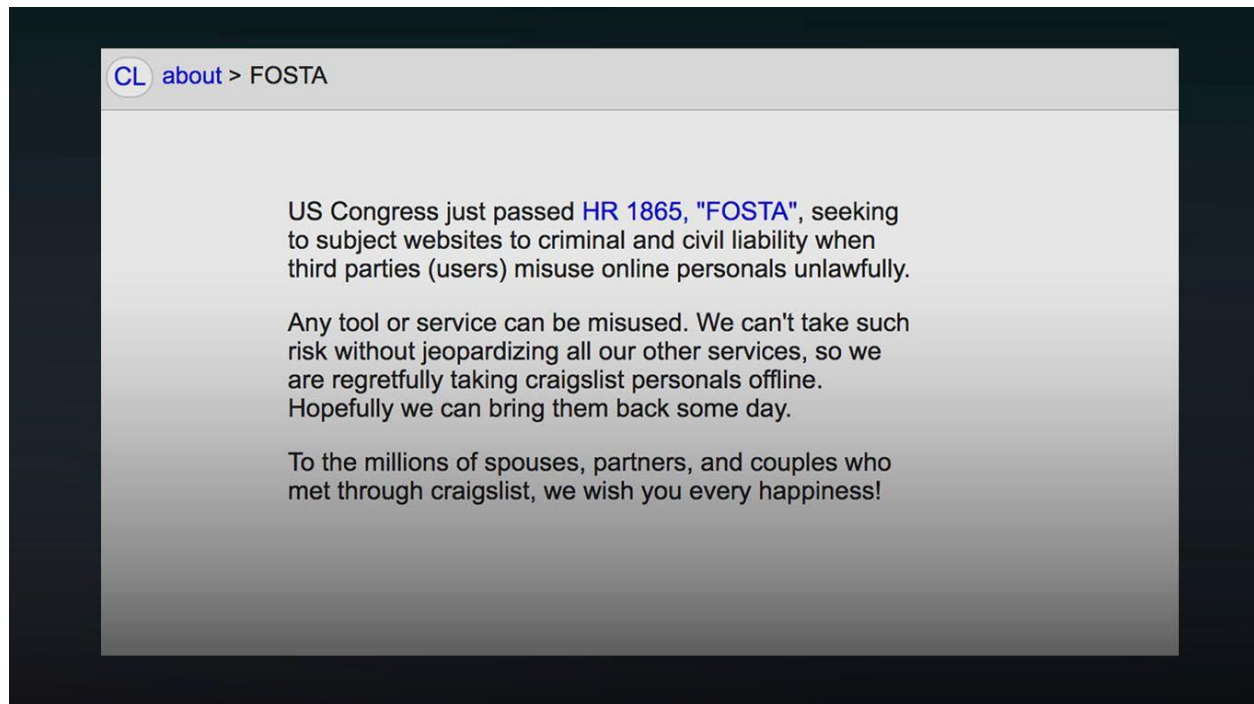 CL about > FOSTA
US Congress just passed HR 1865, "FOSTA", seeking
to subject websites to criminal and civil liability when
third parties (users) misuse online personals unlawfully.
Any tool or service can be misused. We can't take such
risk without jeopardizing all our other services, so we
are regretfully taking craigslist personals offline.
Hopefully we can bring them back some day.
To the millions of spouses, partners, and couples who
met through craigslist, we wish you every happiness!